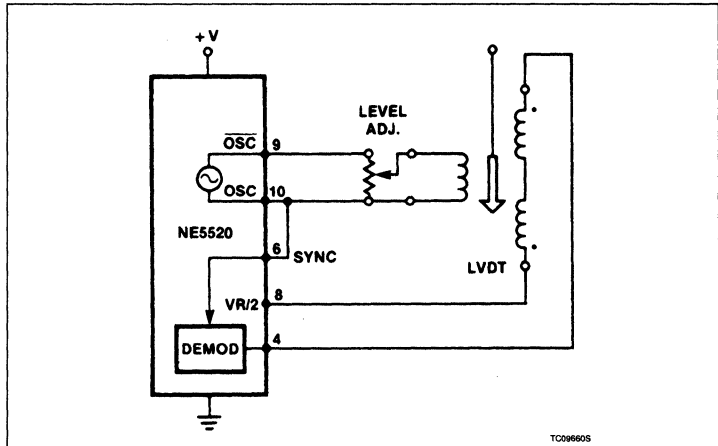 + V
LEVEL
ADJ.
OSC 9
OSC 10
NE5520
6 SYNC
LVDT
VR/2 8
DEMOD 4
TC09660S